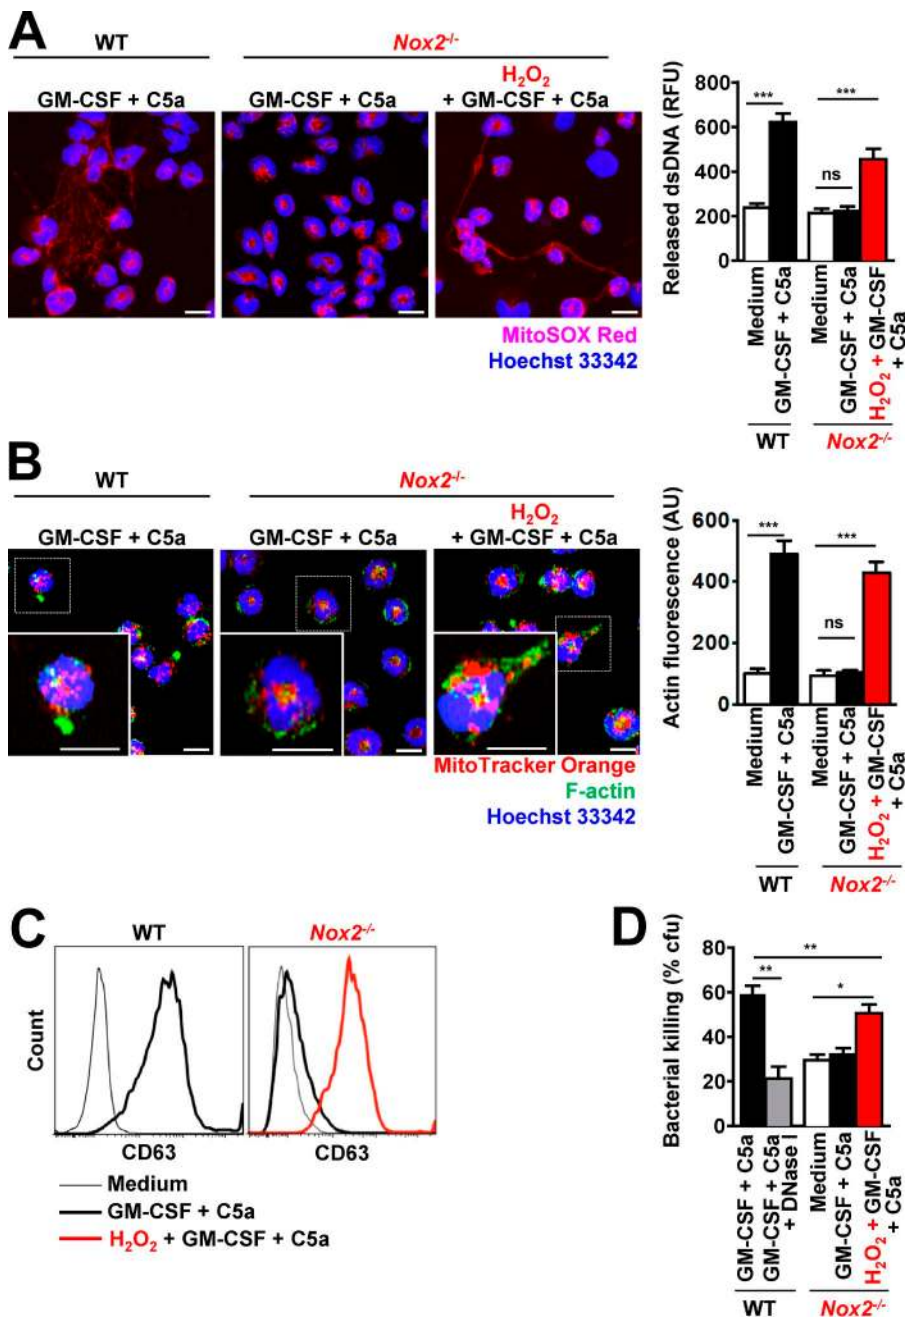 A
WT
Nox2-/-
GM-CSF + C5a
GM-CSF + C5a
H2O2
+ GM-CSF + C5a
MitoSOX Red
Hoechst 33342
Released dsDNA (RFU)
800
600
400
200
0
***
***
ns
Medium
GM-CSF + C5a
Medium
GM-CSF + C5a
H2O2 + GM-CSF
+ C5a
WT
Nox2-/-
B
WT
Nox2-/-
GM-CSF + C5a
GM-CSF + C5a
H2O2
+ GM-CSF + C5a
MitoTracker Orange
F-actin
Hoechst 33342
Actin fluorescence (AU)
600
400
200
0
***
***
ns
Medium
GM-CSF + C5a
Medium
GM-CSF + C5a
H2O2 + GM-CSF
+ C5a
WT
Nox2-/-
C
WT
Nox2-/-
Count
CD63
CD63
Medium
GM-CSF + C5a
H2O2 + GM-CSF + C5a
D
Bacterial killing (% cfu)
80
60
40
20
0
**
**
*
GM-CSF + C5a
GM-CSF + C5a
+ DNase I
Medium
GM-CSF + C5a
H2O2 + GM-CSF
+ C5a
WT
Nox2-/-